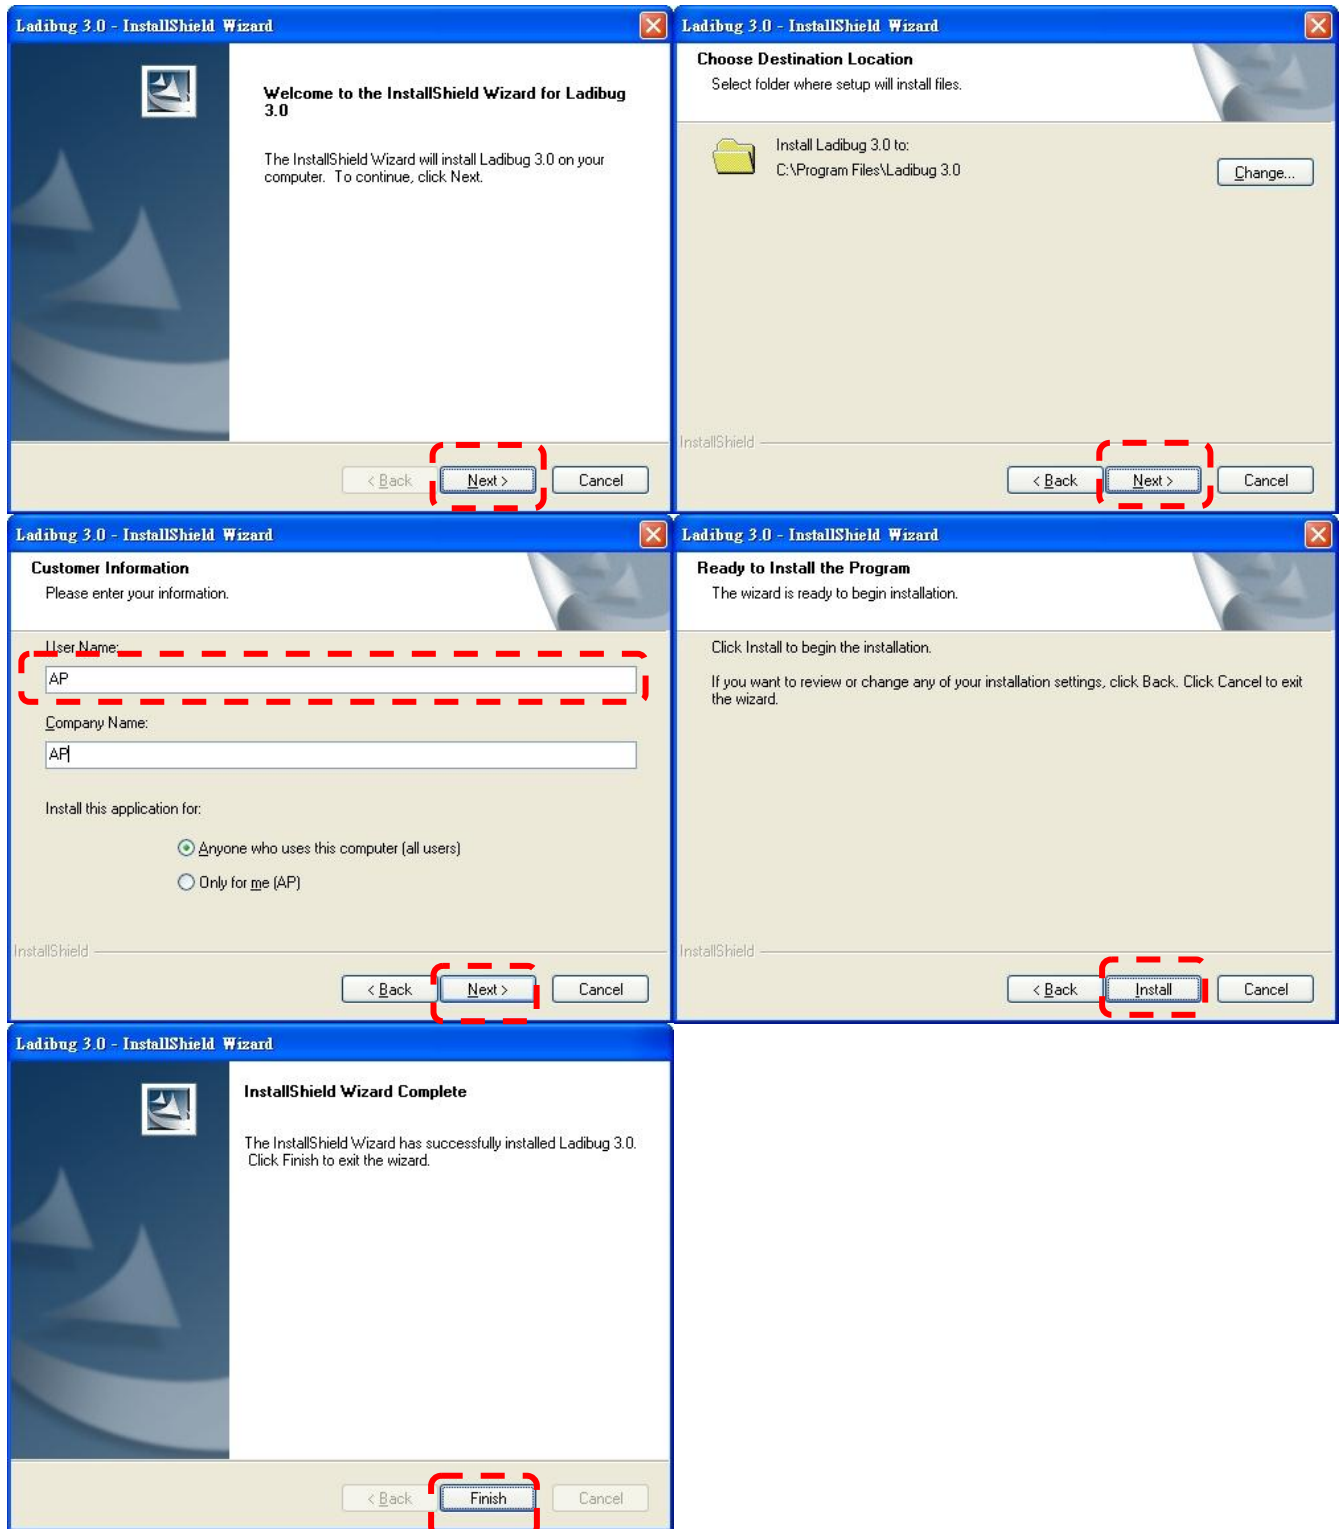 Ladibug 3.0 - InstallShield Wizard
Welcome to the InstallShield Wizard for Ladibug
3.0
The InstallShield Wizard will install Ladibug 3.0 on your
computer. To continue, click Next.
< Back
Next >
Cancel
Ladibug 3.0 - InstallShield Wizard
Choose Destination Location
Select folder where setup will install files.
Install Ladibug 3.0 to:
C:\Program Files\Ladibug 3.0
Change...
InstallShield
< Back
Next >
Cancel
Ladibug 3.0 - InstallShield Wizard
Customer Information
Please enter your information.
User Name:
AP
Company Name:
AP
Install this application for:
Anyone who uses this computer (all users)
Only for me (AP)
InstallShield
< Back
Next >
Cancel
Ladibug 3.0 - InstallShield Wizard
Ready to Install the Program
The wizard is ready to begin installation.
Click Install to begin the installation.
If you want to review or change any of your installation settings, click Back. Click Cancel to exit
the wizard.
InstallShield
< Back
Install
Cancel
Ladibug 3.0 - InstallShield Wizard
InstallShield Wizard Complete
The InstallShield Wizard has successfully installed Ladibug 3.0.
Click Finish to exit the wizard.
< Back
Finish
Cancel